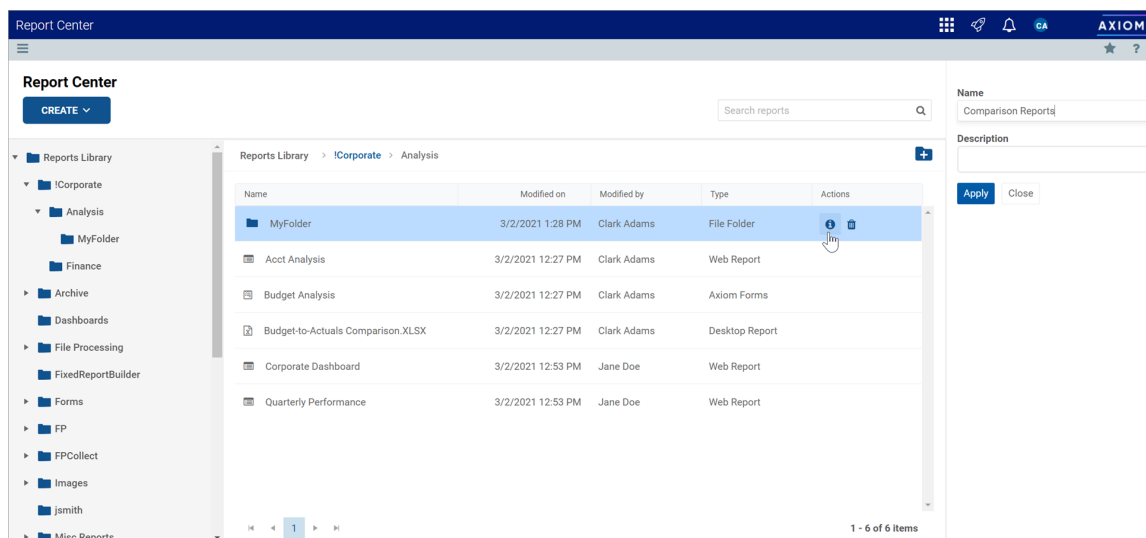 Report Center
CA
AXIOM
?
Report Center
CREATE
Search reports
Reports Library
!Corporate
Analysis
MyFolder
Finance
Archive
Dashboards
File Processing
FixedReportBuilder
Forms
FP
FPCollect
Images
jsmith
Misc Reports
Reports Library > !Corporate > Analysis
Name Modified on Modified by Type Actions
MyFolder 3/2/2021 1:28 PM Clark Adams File Folder
Acct Analysis 3/2/2021 12:27 PM Clark Adams Web Report
Budget Analysis 3/2/2021 12:27 PM Clark Adams Axiom Forms
Budget-to-Actuals Comparison.XLSX 3/2/2021 12:27 PM Clark Adams Desktop Report
Corporate Dashboard 3/2/2021 12:53 PM Jane Doe Web Report
Quarterly Performance 3/2/2021 12:53 PM Jane Doe Web Report
1
1 - 6 of 6 items
Name
Comparison Reports
Description
Apply Close